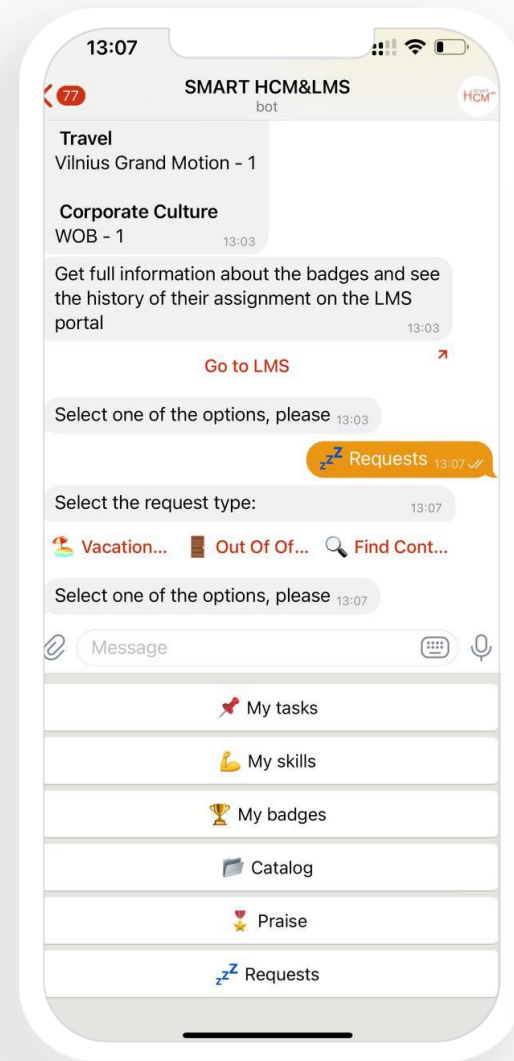 13:07
77
SMART HCM&LMS
bot
smart
HCM
Travel
Vilnius Grand Motion - 1
Corporate Culture
WOB - 1
13:03
Get full information about the badges and see
the history of their assignment on the LMS
portal
13:03
Go to LMS
Select one of the options, please 13:03
Requests 13:07
Select the request type:
13:07
Vacation... Out Of Of... Find Cont...
Select one of the options, please 13:07
Message
My tasks
My skills
My badges
Catalog
Praise
Requests